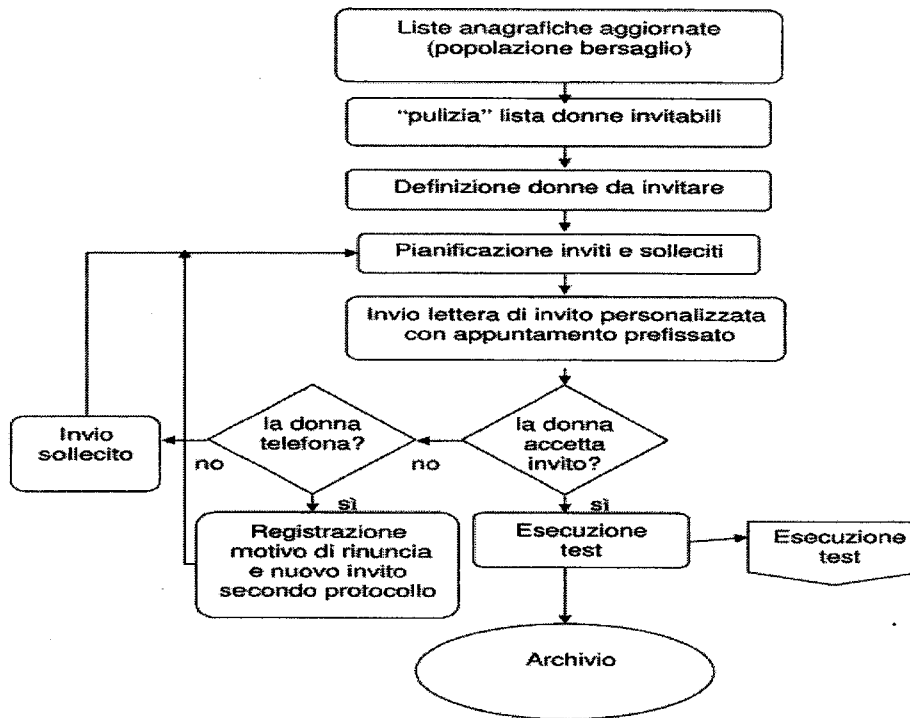 Liste anagrafiche aggiornate
(popolazione bersaglio)
“pulizia” lista donne invitabili
Definizione donne da invitare
Pianificazione inviti e solleciti
Invio lettera di invito personalizzata
con appuntamento prefissato
la donna
accetta
invito?
la donna
telefona?
Invio
sollecito
no
no
sì
sì
Registrazione
motivo di rinuncia
e nuovo invito
secondo protocollo
Esecuzione
test
Esecuzione
test
Archivio